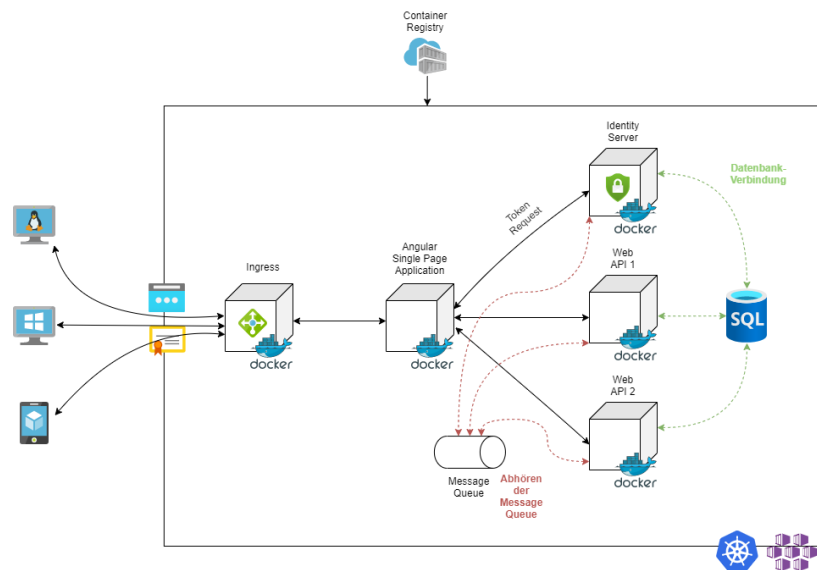 Container
Registry
Identity
Server
Datenbank-
Verbindung
docker
Token
Request
Ingress
Angular
Single Page
Application
Web
API 1
docker
docker
docker
SQL
Web
API 2
docker
Message
Queue
Abhören
der
Message
Queue